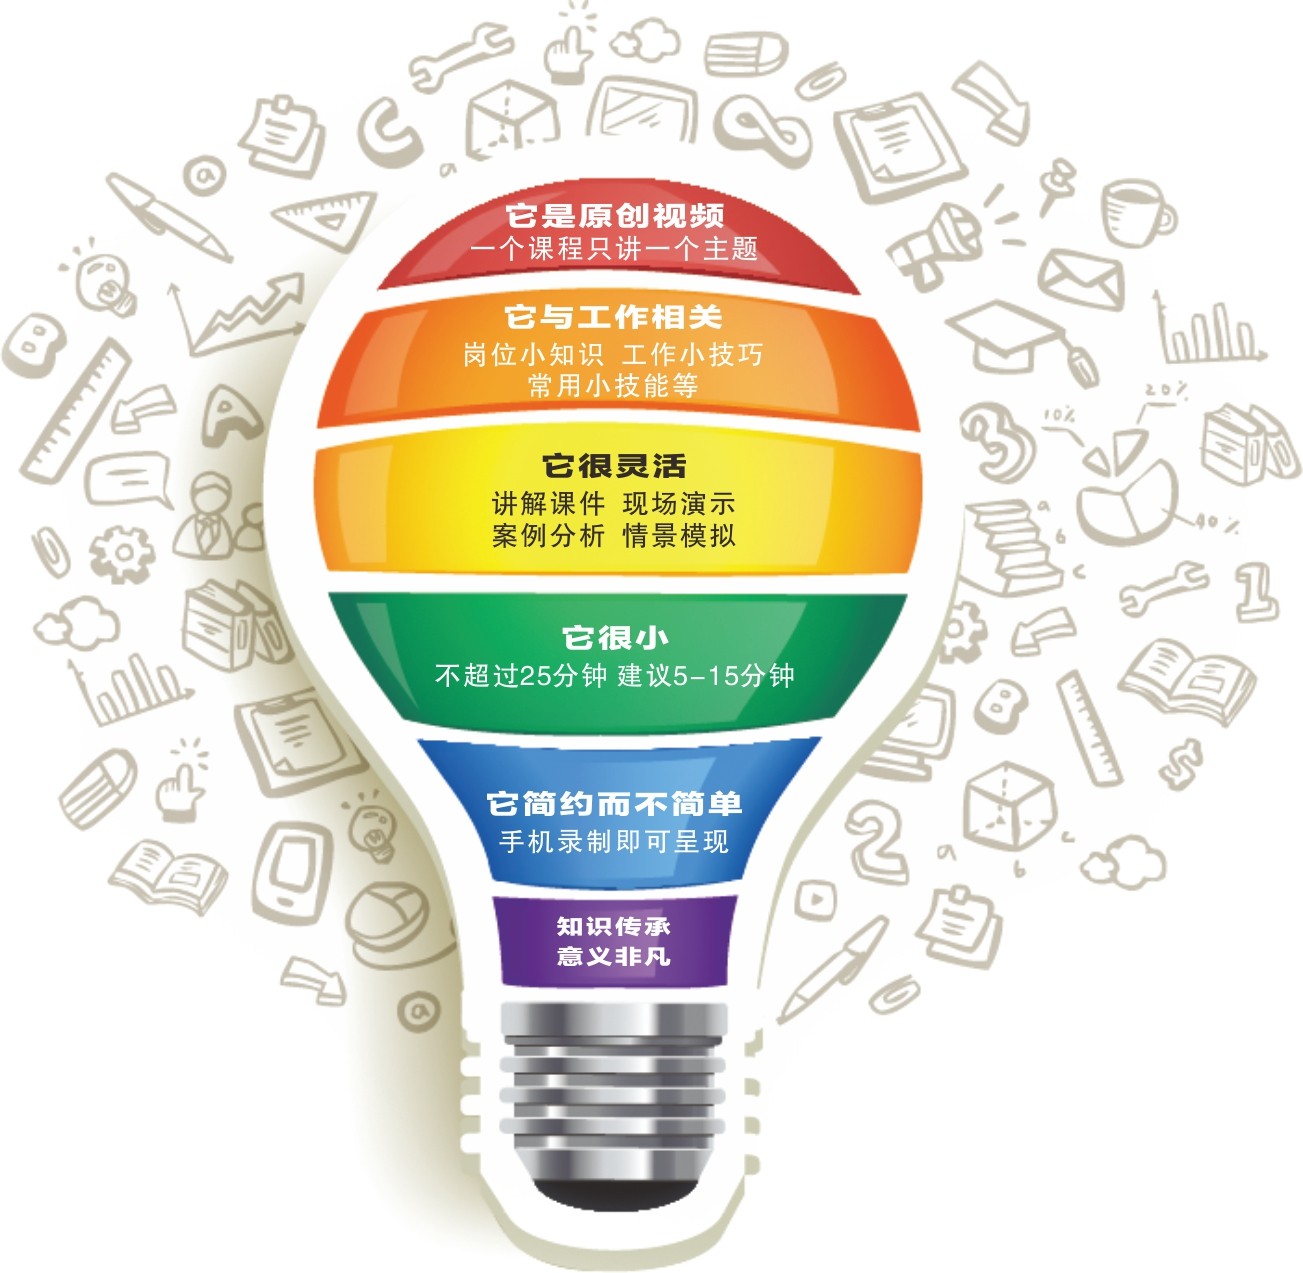 它是原创视频
一个课程只讲一个主题
它与工作相关
岗位小知识 工作小技巧
常用小技能等
它很灵活
讲解课件 现场演示
案例分析 情景模拟
它很小
不超过25分钟 建议5-15分钟
它简约而不简单
手机录制即可呈现
知识传承
意义非凡
C
a
@
B
A
3
10%
20%
40%
a
b
c
1
B
$
2
a
b
c
@